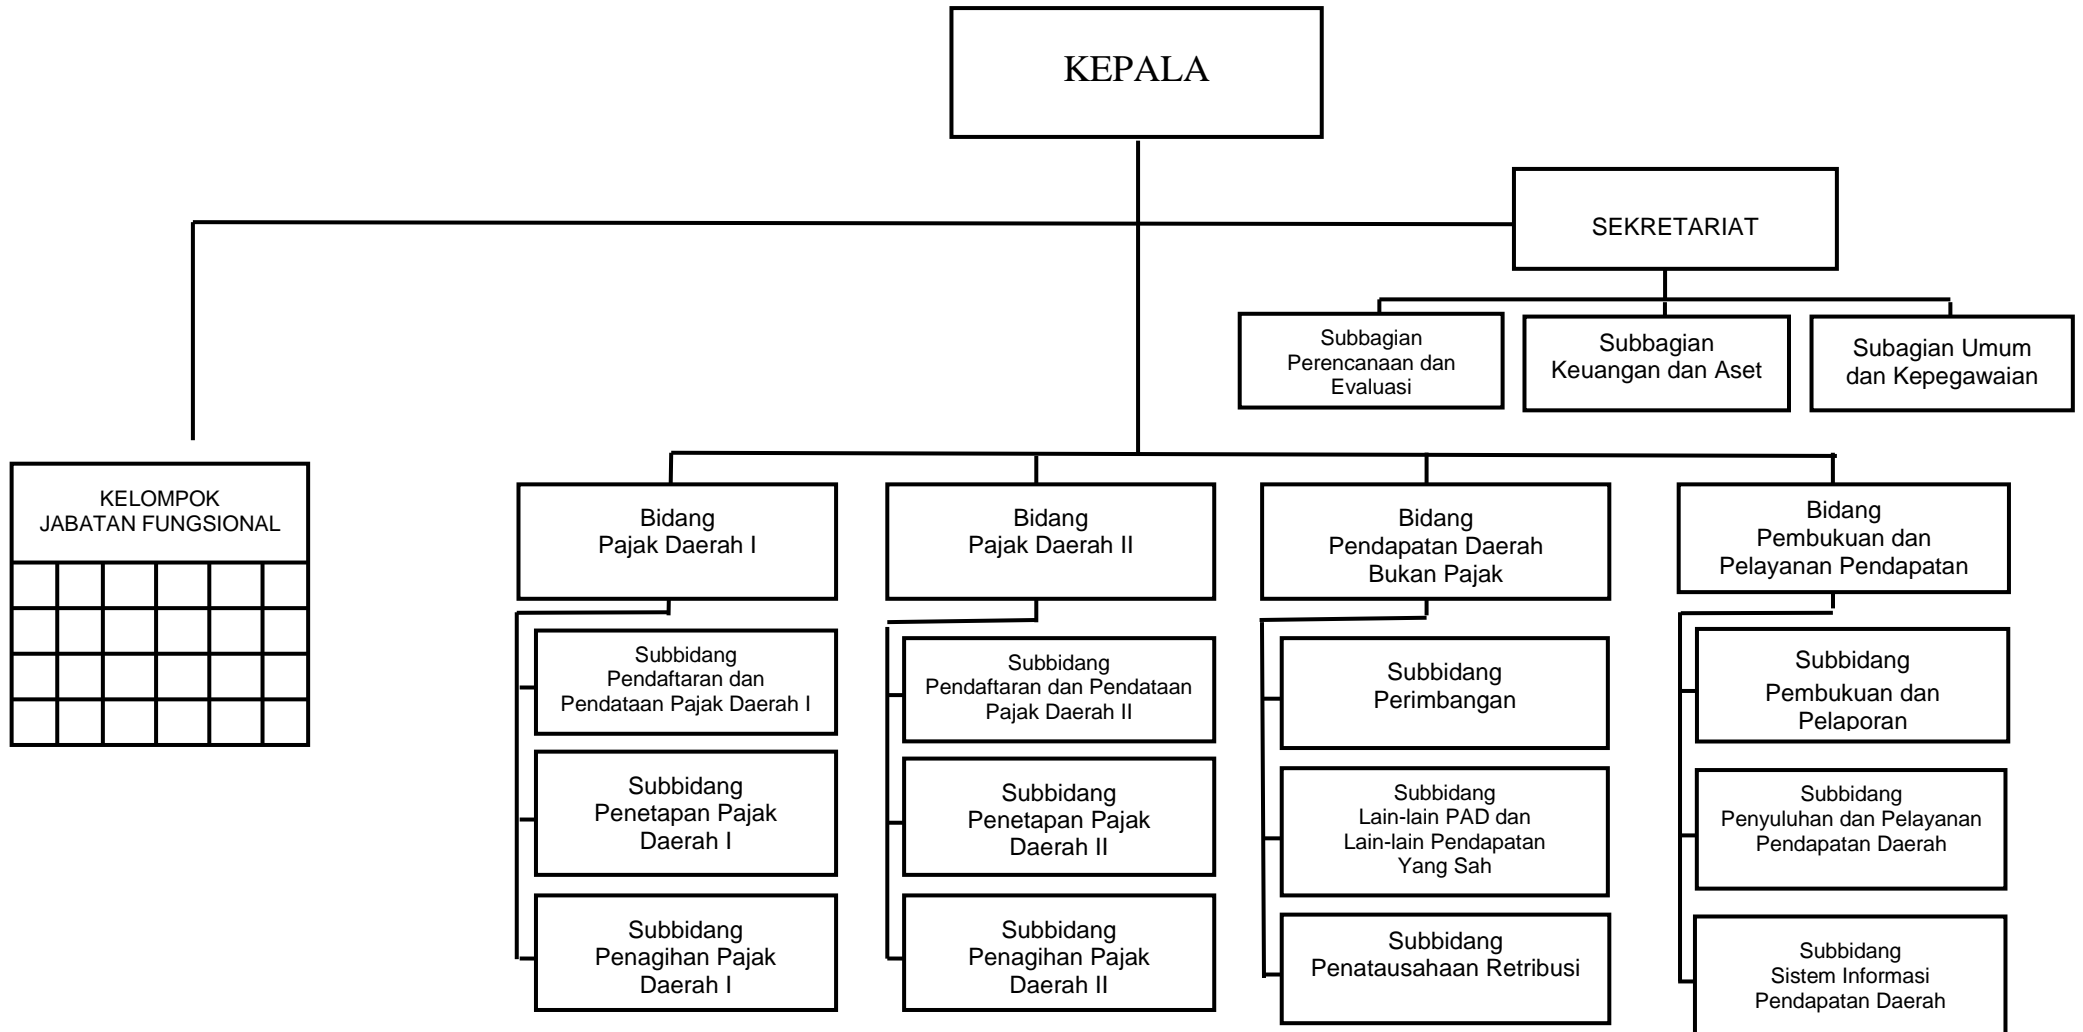 KEPALA
SEKRETARIAT
Subbagian
Perencanaan dan
Evaluasi
Subbagian
Keuangan dan Aset
Subagian Umum
dan Kepegawaian
KELOMPOK
JABATAN FUNGSIONAL
Bidang
Pajak Daerah I
Bidang
Pajak Daerah II
Bidang
Pendapatan Daerah
Bukan Pajak
Bidang
Pembukuan dan
Pelayanan Pendapatan
Subbidang
Pendaftaran dan
Pendataan Pajak Daerah I
Subbidang
Penetapan Pajak
Daerah I
Subbidang
Penagihan Pajak
Daerah I
Subbidang
Pendaftaran dan Pendataan
Pajak Daerah II
Subbidang
Penetapan Pajak
Daerah II
Subbidang
Penagihan Pajak
Daerah II
Subbidang
Perimbangan
Subbidang
Lain-lain PAD dan
Lain-lain Pendapatan
Yang Sah
Subbidang
Penatausahaan Retribusi
Subbidang
Pembukuan dan
Pelaporan
Subbidang
Penyuluhan dan Pelayanan
Pendapatan Daerah
Subbidang
Sistem Informasi
Pendapatan Daerah